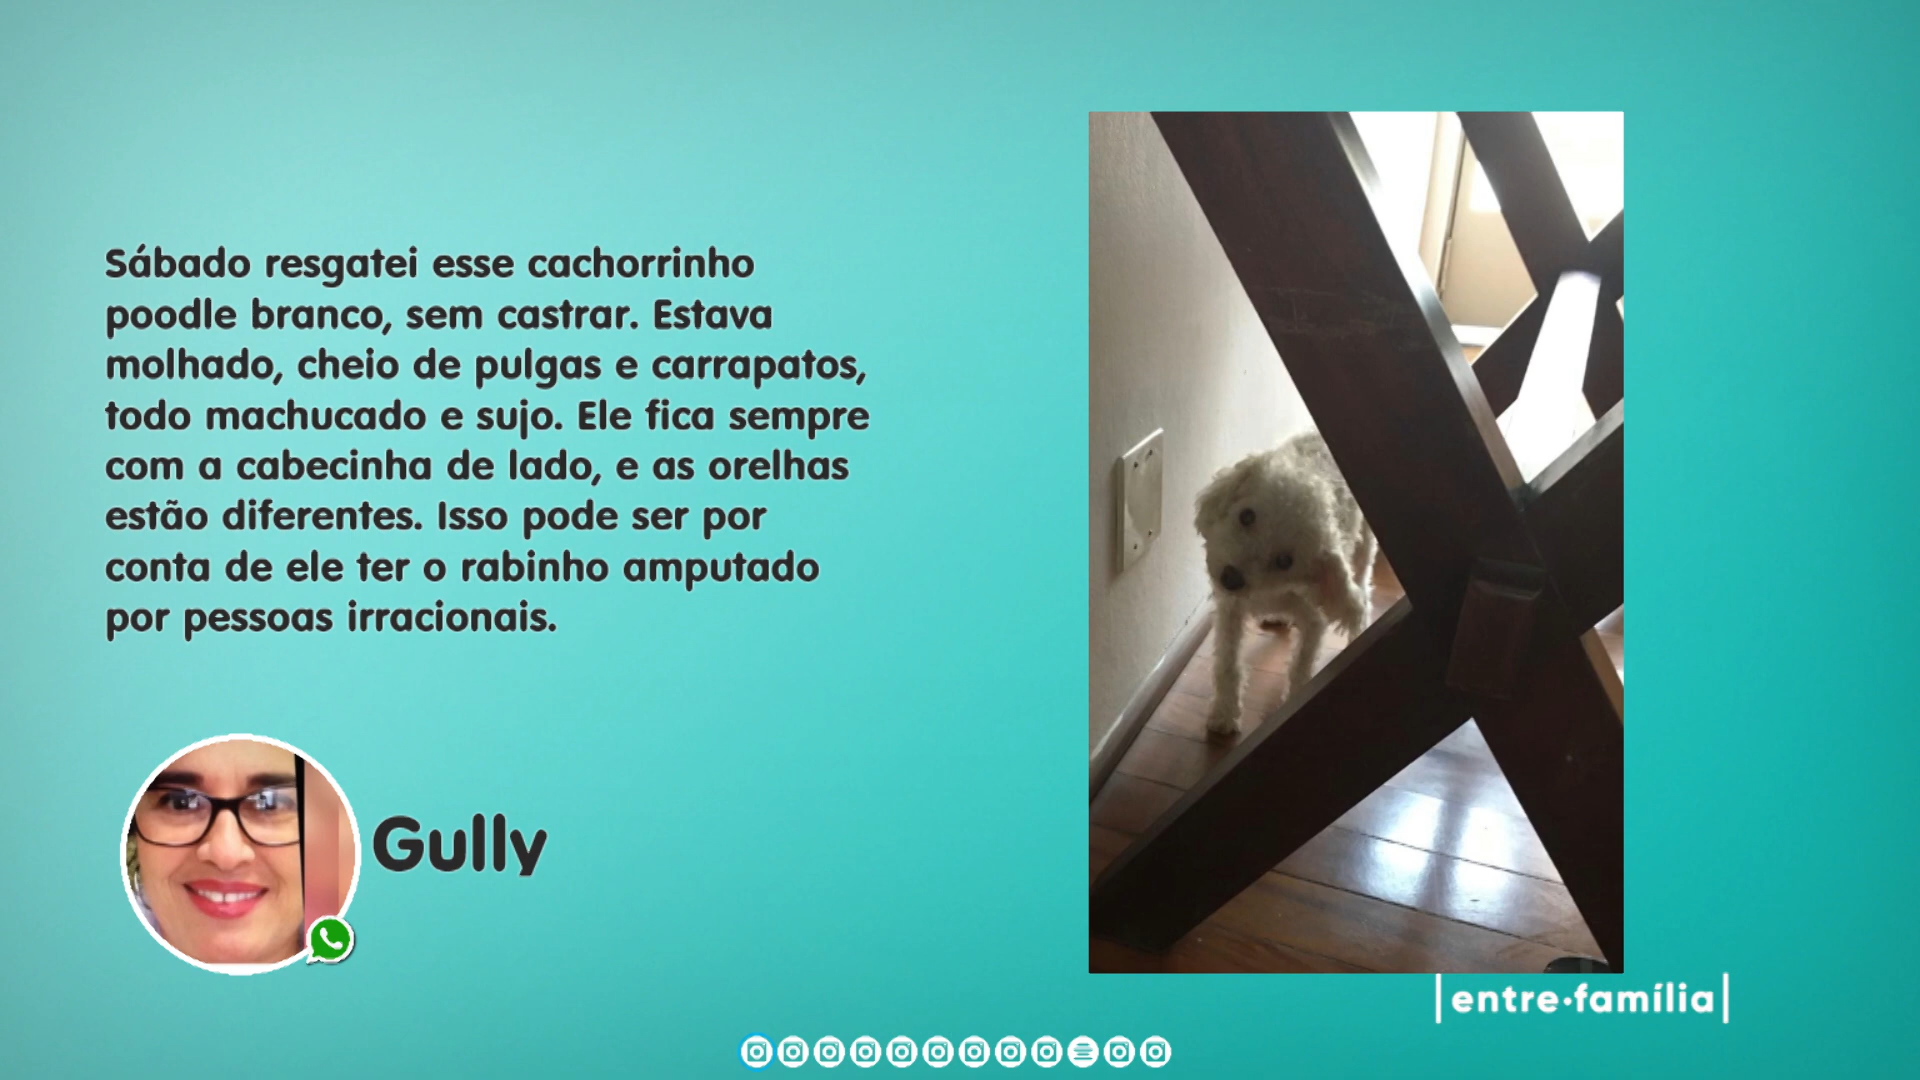 Sábado resgatei esse cachorrinho
poodle branco, sem castrar. Estava
molhado, cheio de pulgas e carrapatos,
todo machucado e sujo. Ele fica sempre
com a cabecinha de lado, e as orelhas
estão diferentes. Isso pode ser por
conta de ele ter o rabinho amputado
por pessoas irracionais.
Gully
|entre•família|